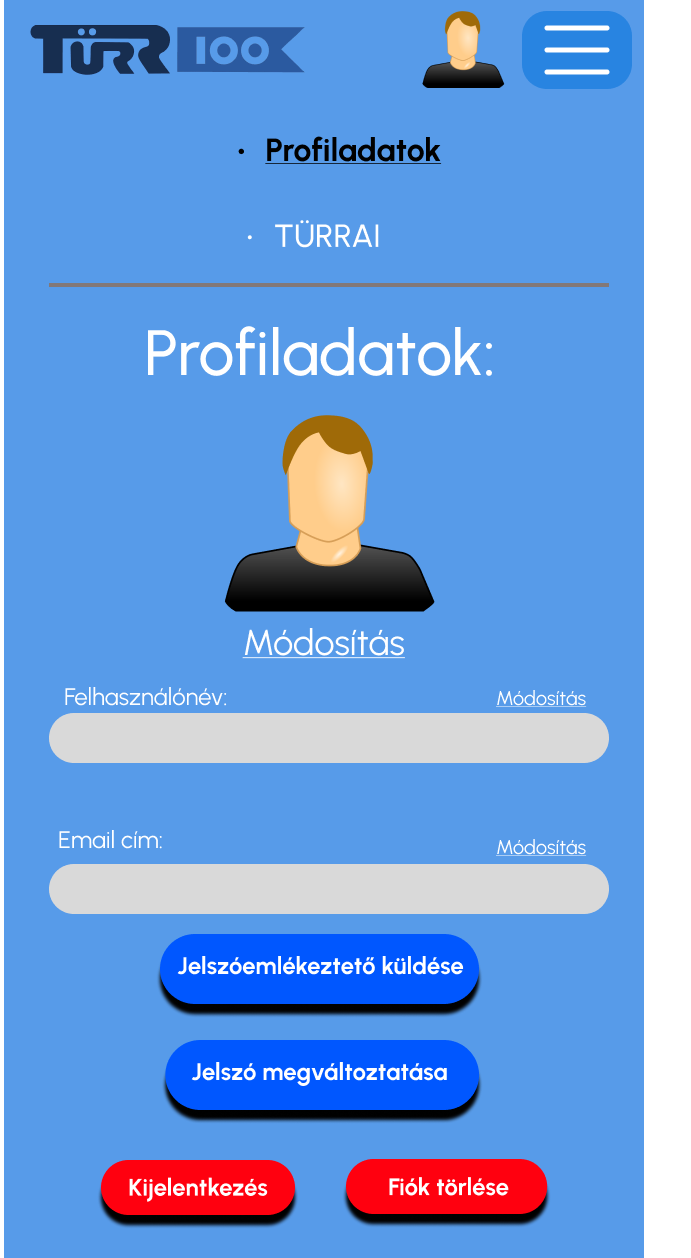 TÜRR 100
· Profiladatok
· TÜRRAI
Profiladatok:
Módosítás
Felhasználónév: Módosítás
Email cím: Módosítás
Jelszóemlékeztető küldése
Jelszó megváltoztatása
Kijelentkezés Fiók törlése